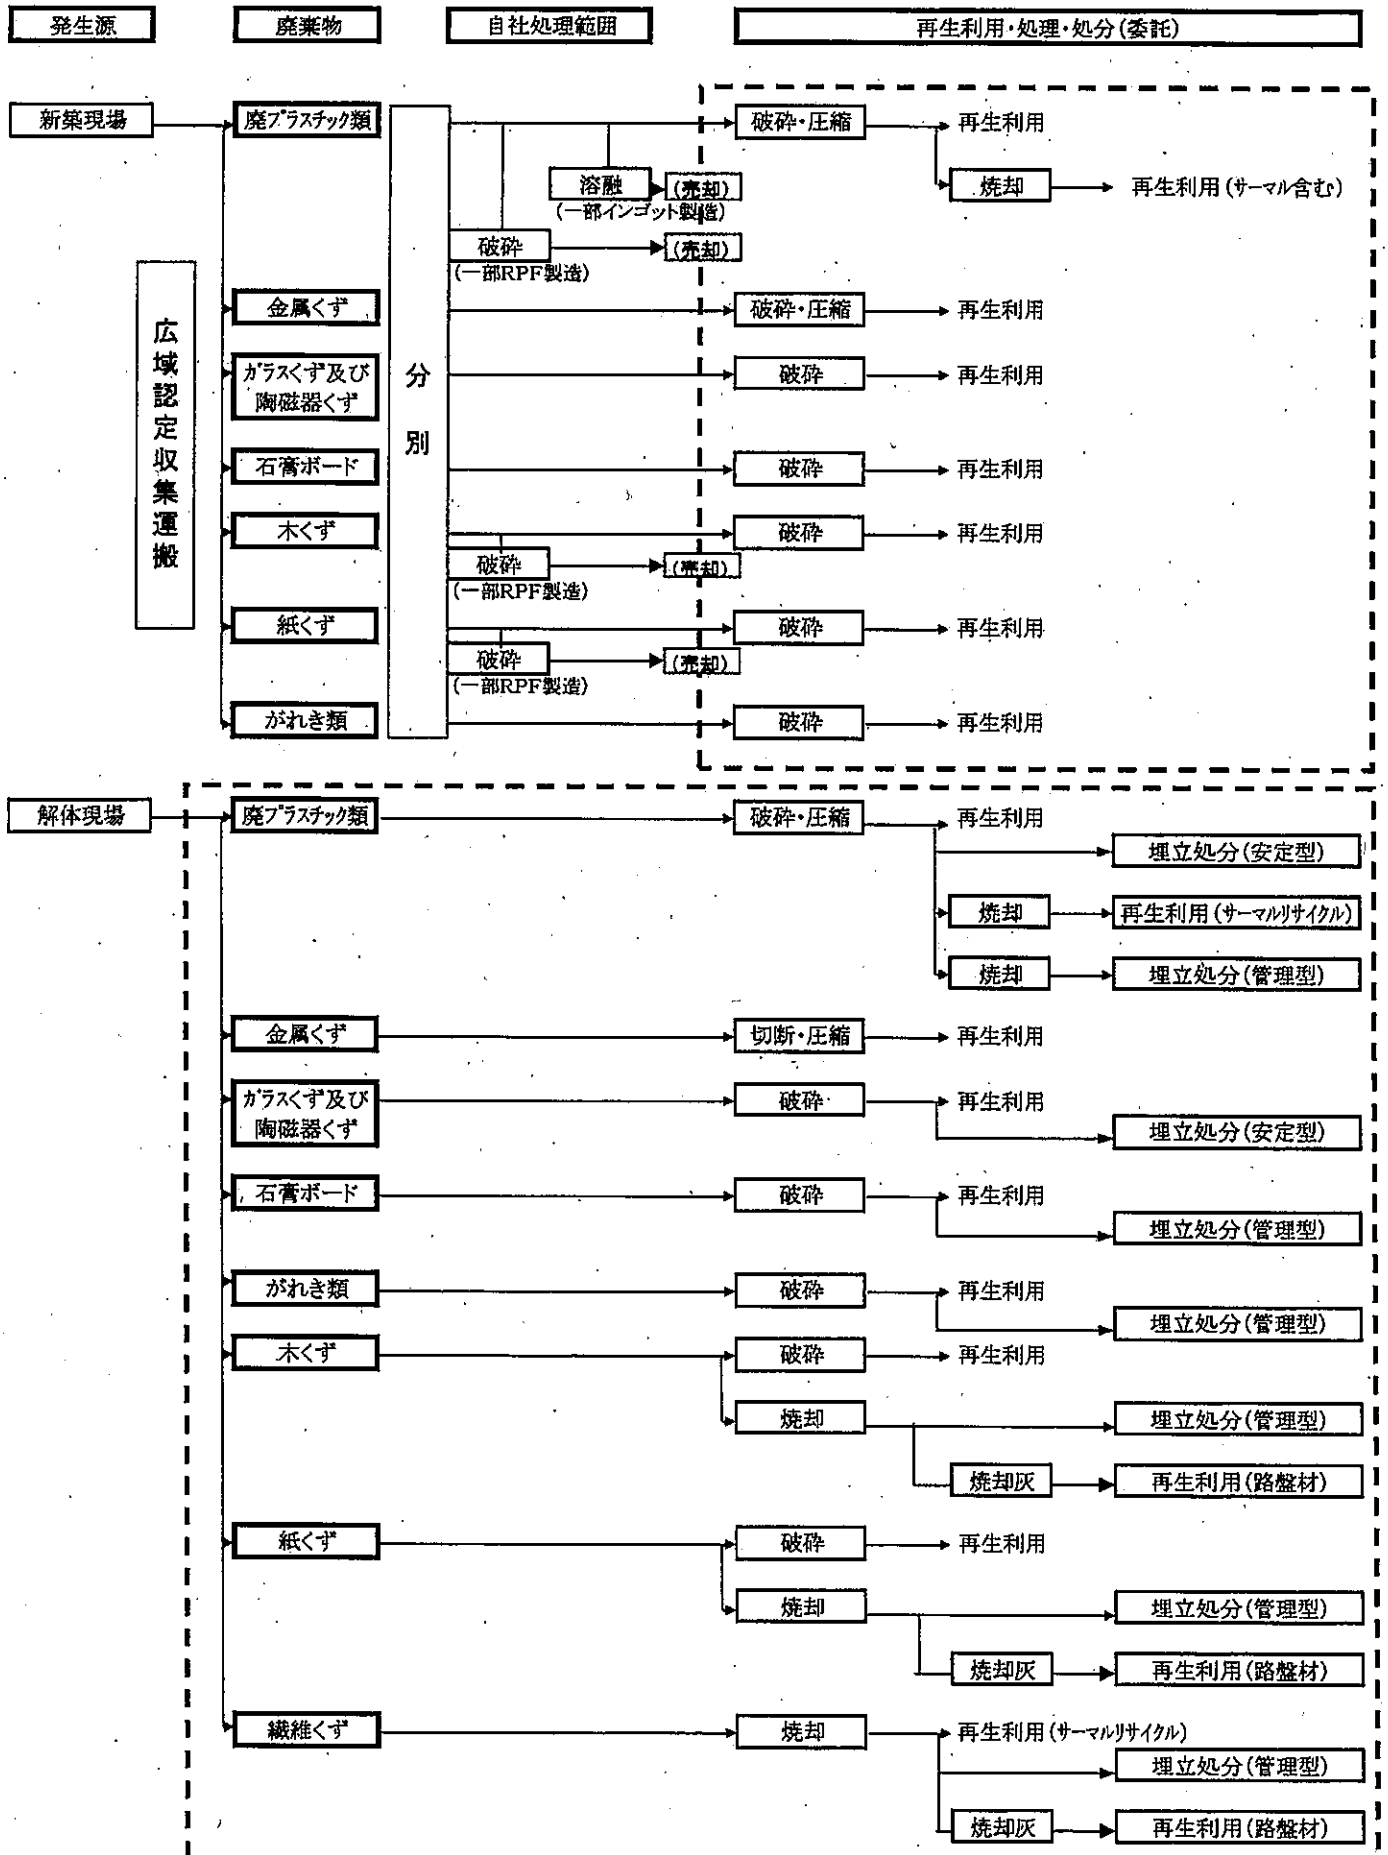 発生源
廃棄物
自社処理範囲
再生利用・処理・処分(委託)
新築現場
広域認定収集運搬
分別
廃プラスチック類
破砕・圧縮
再生利用
焼却
再生利用(サーマル含む)
溶融
(売却)
(一部インゴット製造)
破砕
(売却)
(一部RPF製造)
金属くず
破砕・圧縮
再生利用
ガラスくず及び
陶磁器くず
破砕
再生利用
石膏ボード
破砕
再生利用
木くず
破砕
再生利用
破砕
(売却)
(一部RPF製造)
紙くず
破砕
再生利用
破砕
(売却)
(一部RPF製造)
がれき類
破砕
再生利用
解体現場
廃プラスチック類
破砕・圧縮
再生利用
埋立処分(安定型)
焼却
再生利用(サーマルリサイクル)
焼却
埋立処分(管理型)
金属くず
切断・圧縮
再生利用
ガラスくず及び
陶磁器くず
破砕
再生利用
埋立処分(安定型)
石膏ボード
破砕
再生利用
埋立処分(管理型)
がれき類
破砕
再生利用
埋立処分(管理型)
木くず
破砕
再生利用
焼却
埋立処分(管理型)
焼却灰
再生利用(路盤材)
紙くず
破砕
再生利用
焼却
埋立処分(管理型)
焼却灰
再生利用(路盤材)
繊維くず
焼却
再生利用(サーマルリサイクル)
埋立処分(管理型)
焼却灰
再生利用(路盤材)